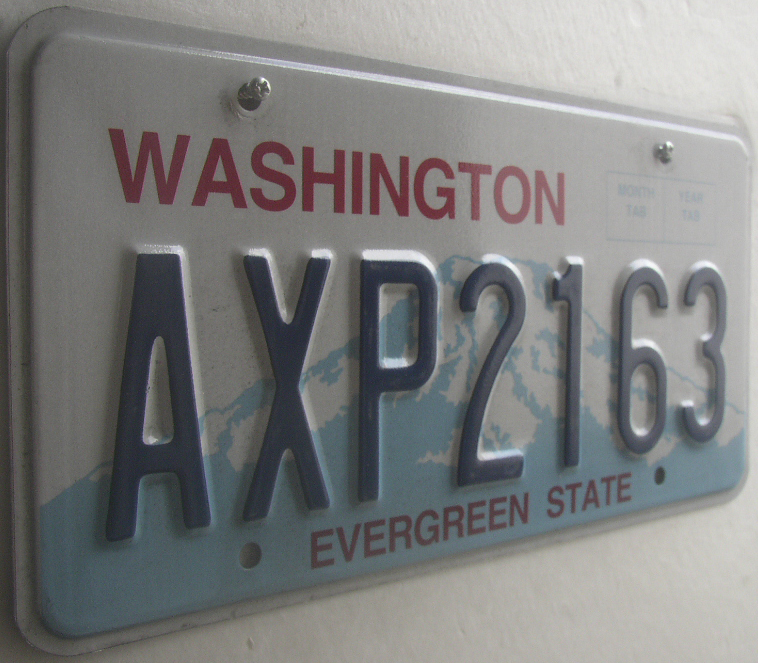 WASHINGTON
MONTH TAB
YEAR TAB
AXP2163
EVERGREEN STATE